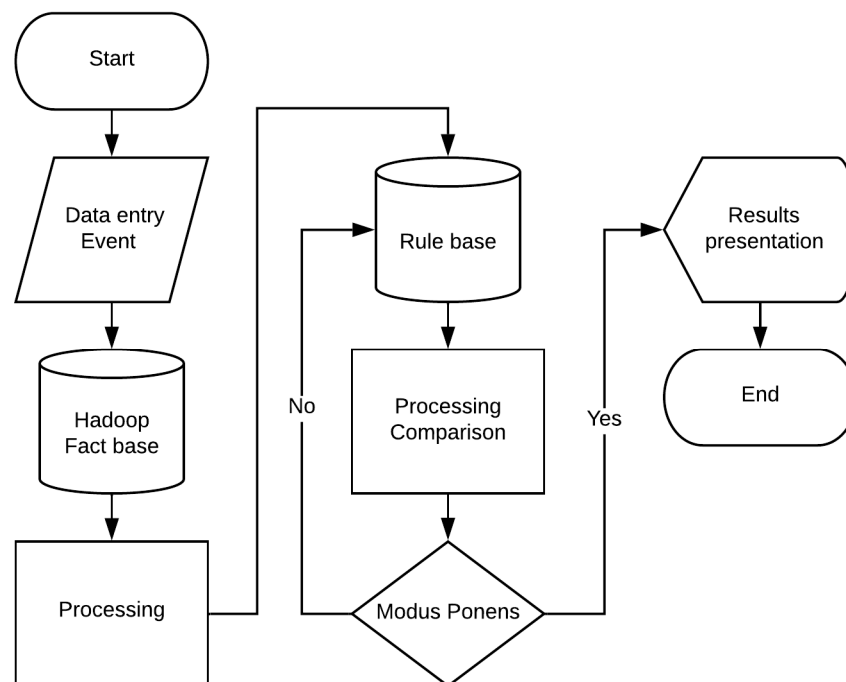 Start
Data entry
Event
Hadoop
Fact base
Processing
Rule base
Processing
Comparison
Modus Ponens
No
Yes
Results
presentation
End